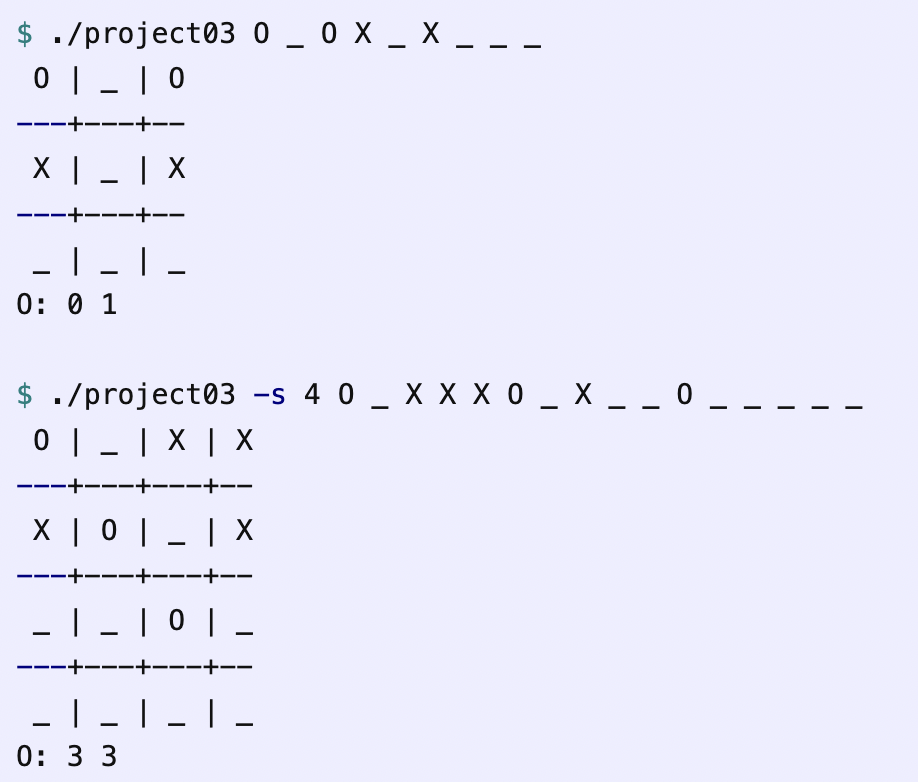 $ ./project03 O _ O X _ X _ _ _
 O | _ | O
---+---+--
 X | _ | X
---+---+--
 _ | _ | _
O: 0 1

$ ./project03 -s 4 O _ X X X O _ X _ _ O _ _ _ _ _
 O | _ | X | X
---+---+---+--
 X | O | _ | X
---+---+---+--
 _ | _ | O | _
---+---+---+--
 _ | _ | _ | _
O: 3 3